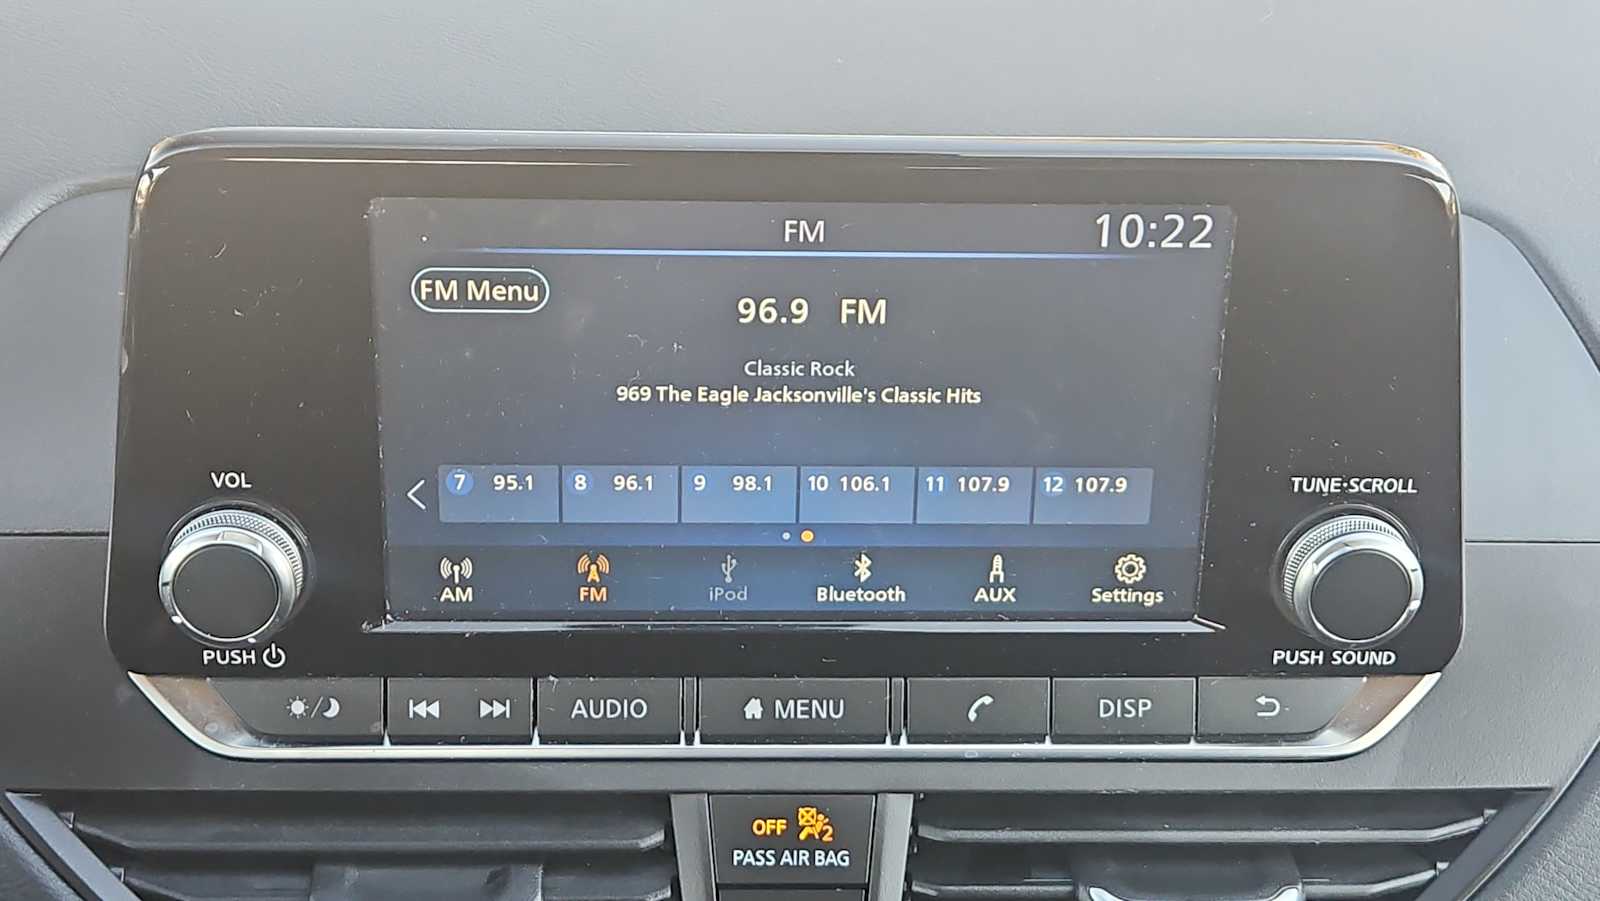 FM 10:22
FM Menu
96.9 FM
Classic Rock
969 The Eagle Jacksonville's Classic Hits
7 95.1 8 96.1 9 98.1 10 106.1 11 107.9 12 107.9
AM FM iPod Bluetooth AUX Settings
VOL
PUSH
TUNE·SCROLL
PUSH SOUND
AUDIO MENU DISP
OFF 2
PASS AIR BAG